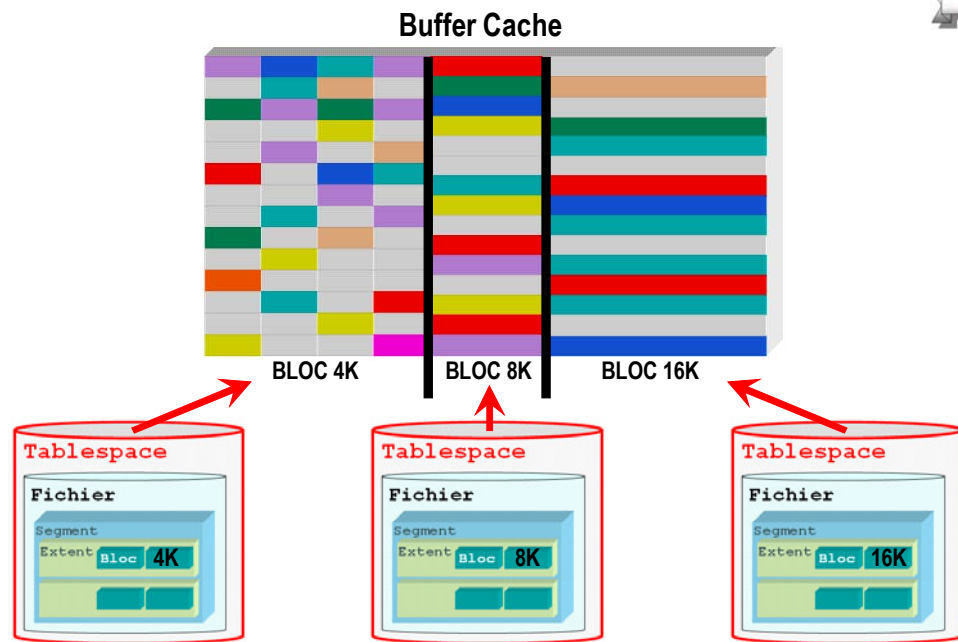 Buffer Cache
BLOC 4K
BLOC 8K
BLOC 16K
Tablespace
Fichier
Segment
Extent Bloc 4K
Tablespace
Fichier
Segment
Extent Bloc 8K
Tablespace
Fichier
Segment
Extent Bloc 16K